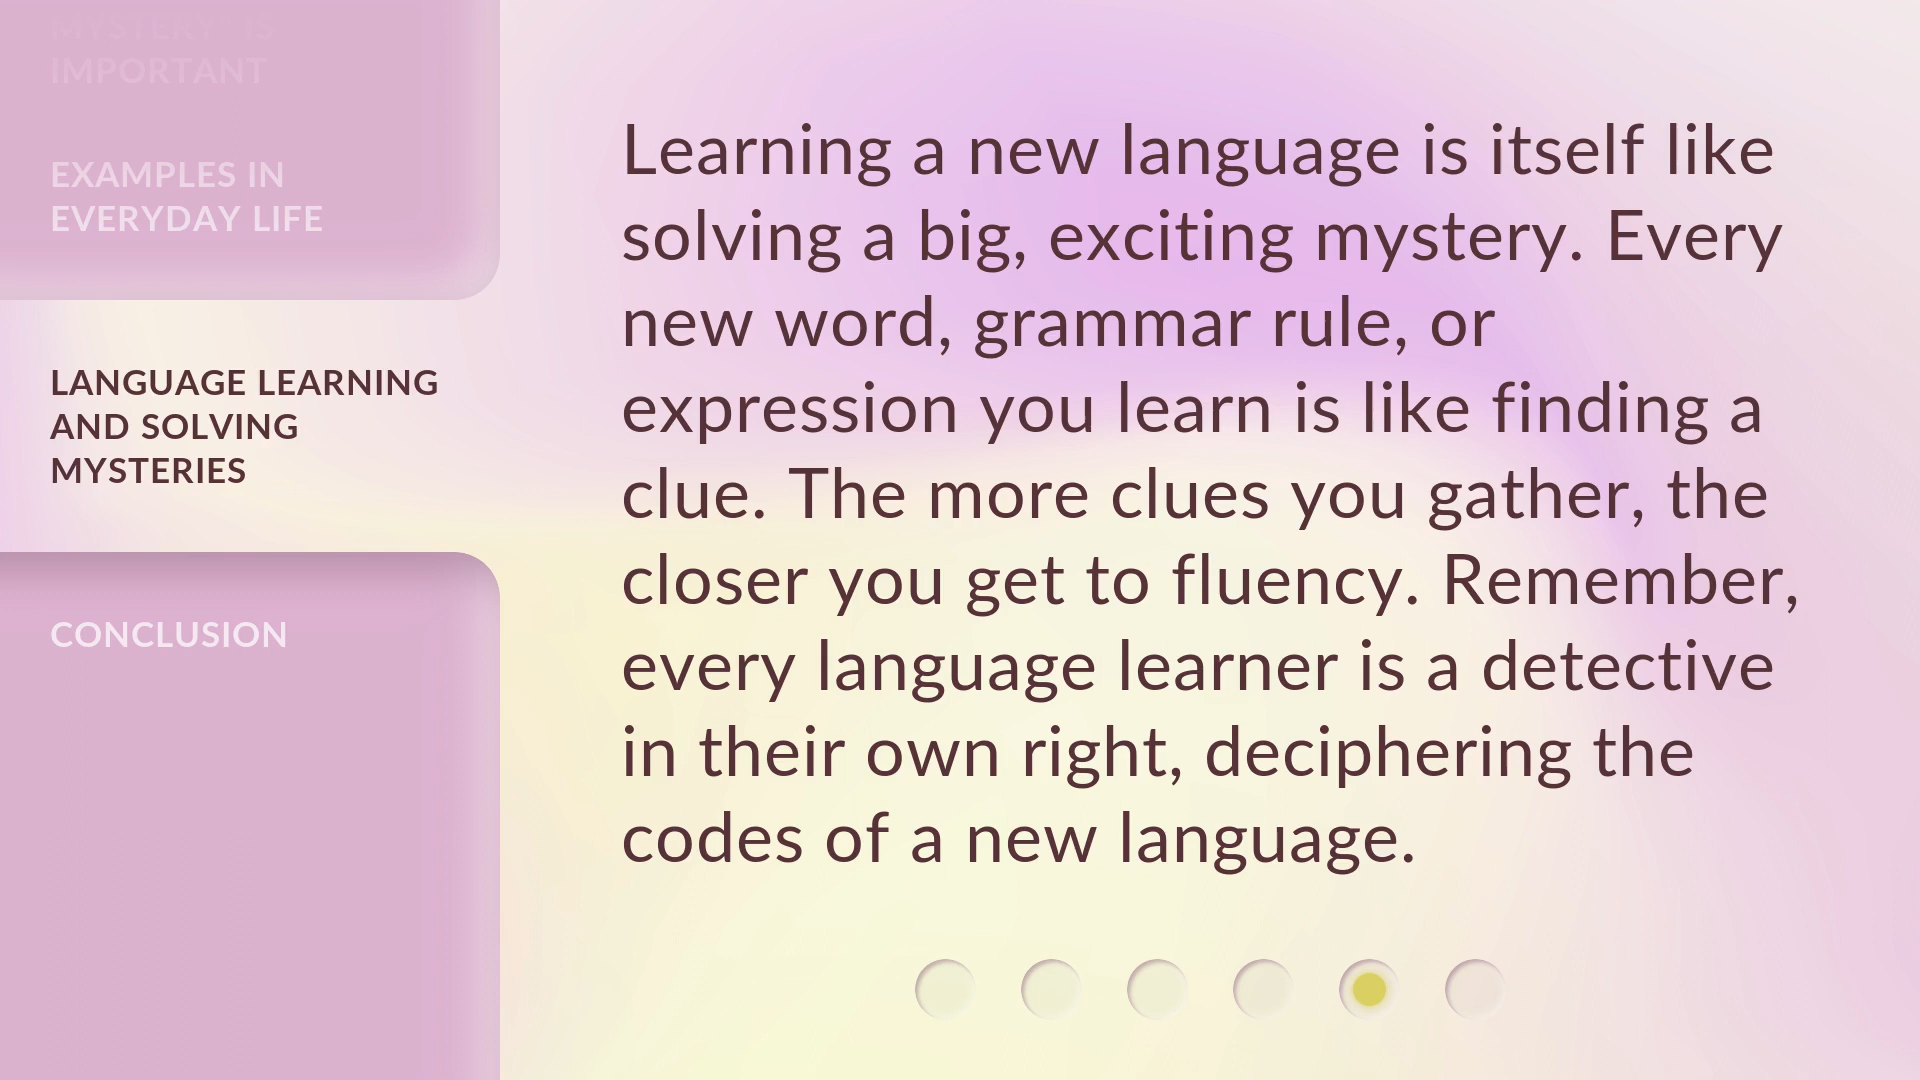 MYSTERY" IS
IMPORTANT
EXAMPLES IN
EVERYDAY LIFE
LANGUAGE LEARNING
AND SOLVING
MYSTERIES
CONCLUSION
Learning a new language is itself like
solving a big, exciting mystery. Every
new word, grammar rule, or
expression you learn is like finding a
clue. The more clues you gather, the
closer you get to fluency. Remember,
every language learner is a detective
in their own right, deciphering the
codes of a new language.